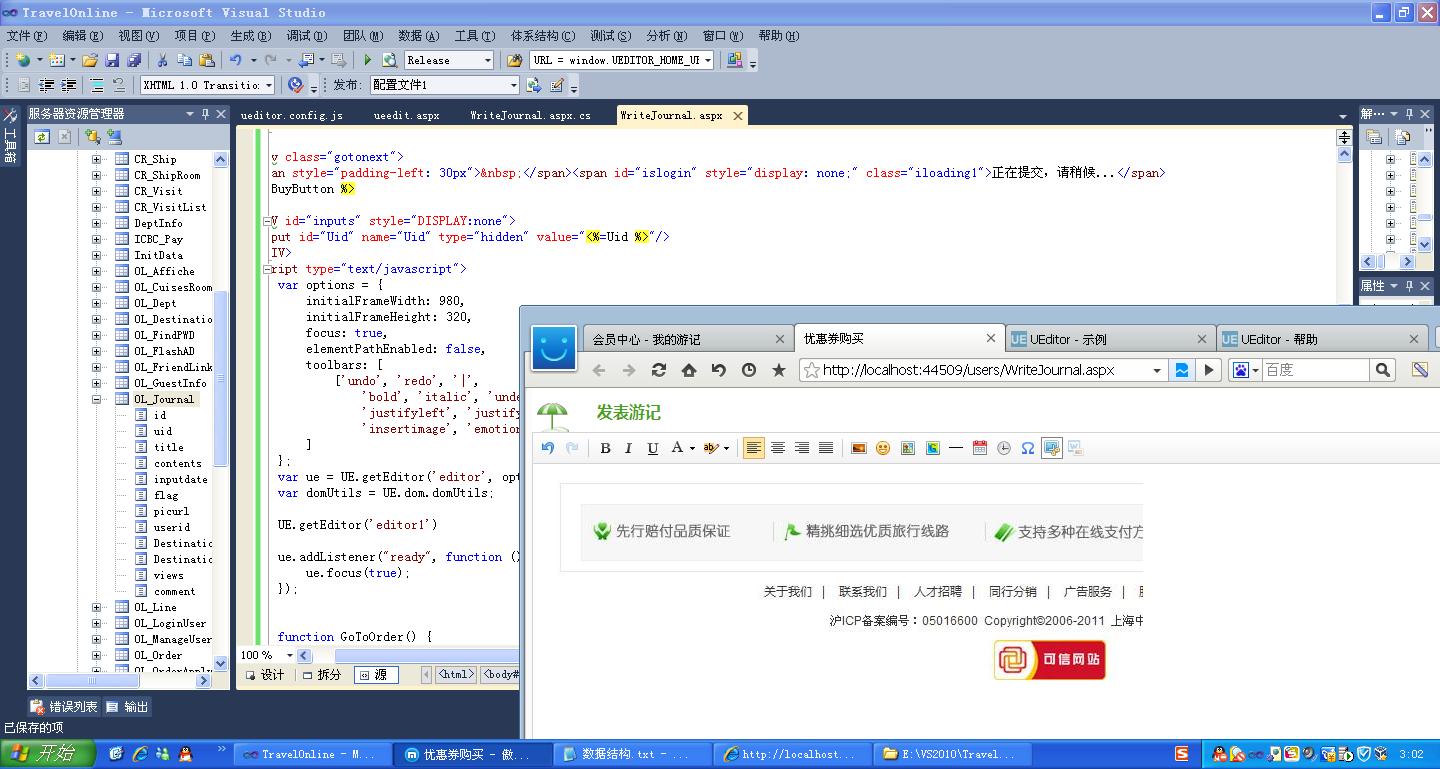 TravelOnline - Microsoft Visual Studio
文件(F) 编辑(E) 视图(V) 项目(P) 生成(B) 调试(D) 团队(M) 数据(A) 工具(T) 体系结构(C) 测试(S) 分析(N) 窗口(W) 帮助(H)
Release URL = window.UEDITOR_HOME_UR
XHTML 1.0 Transitio: 发布: 配置文件1
服务器资源管理器
工具箱
ueditor.config.js ueedit.aspx WriteJournal.aspx.cs WriteJournal.aspx
解…
CR_Ship
CR_ShipRoom
CR_Visit
CR_VisitList
DeptInfo
ICBC_Pay
InitData
OL_Affiche
OL_CuisesRoom
OL_Dept
OL_Destinatio
OL_FindPWD
OL_FlashAD
OL_FriendLink
OL_GuestInfo
OL_Journal
id
uid
title
contents
inputdate
flag
picurl
userid
Destinatic
Destinatic
views
comment
OL_Line
OL_LoginUser
OL_ManageUser
OL_Order
OL_OrderApply
v class="gotonext">
an style="padding-left: 30px">&nbsp;</span><span id="islogin" style="display: none;" class="iloading1">正在提交，请稍候...</span>
BuyButton %>
V id="inputs" style="DISPLAY:none">
put id="Uid" name="Uid" type="hidden" value="<%=Uid %>"/>
IV>
ript type="text/javascript">
var options = {
initialFrameWidth: 980,
initialFrameHeight: 320,
focus: true,
elementPathEnabled: false,
toolbars: [
['undo', 'redo', '|',
'bold', 'italic', 'unde
'justifyleft', 'justify
'insertimage', 'emotion
]
};
var ue = UE.getEditor('editor', opt
var domUtils = UE.dom.domUtils;
UE.getEditor('editor1')
ue.addListener("ready", function ()
ue.focus(true);
});
function GoToOrder() {
100 %
设计 拆分 源 <html> <body#
属性
会员中心 - 我的游记 优惠券购买 UE UEditor - 示例 UE UEditor - 帮助
http://localhost:44509/users/WriteJournal.aspx 百度
发表游记
B I U A ab
先行赔付品质保证 精挑细选优质旅行线路 支持多种在线支付方
关于我们 | 联系我们 | 人才招聘 | 同行分销 | 广告服务 |
沪ICP备案编号：05016600 Copyright©2006-2011 上海中
可信网站
错误列表 输出
已保存的项
开始 TravelOnline - M... 优惠券购买 - 傲... 数据结构.txt - ... http://localhost... E:\VS2010\Travel... 3:02